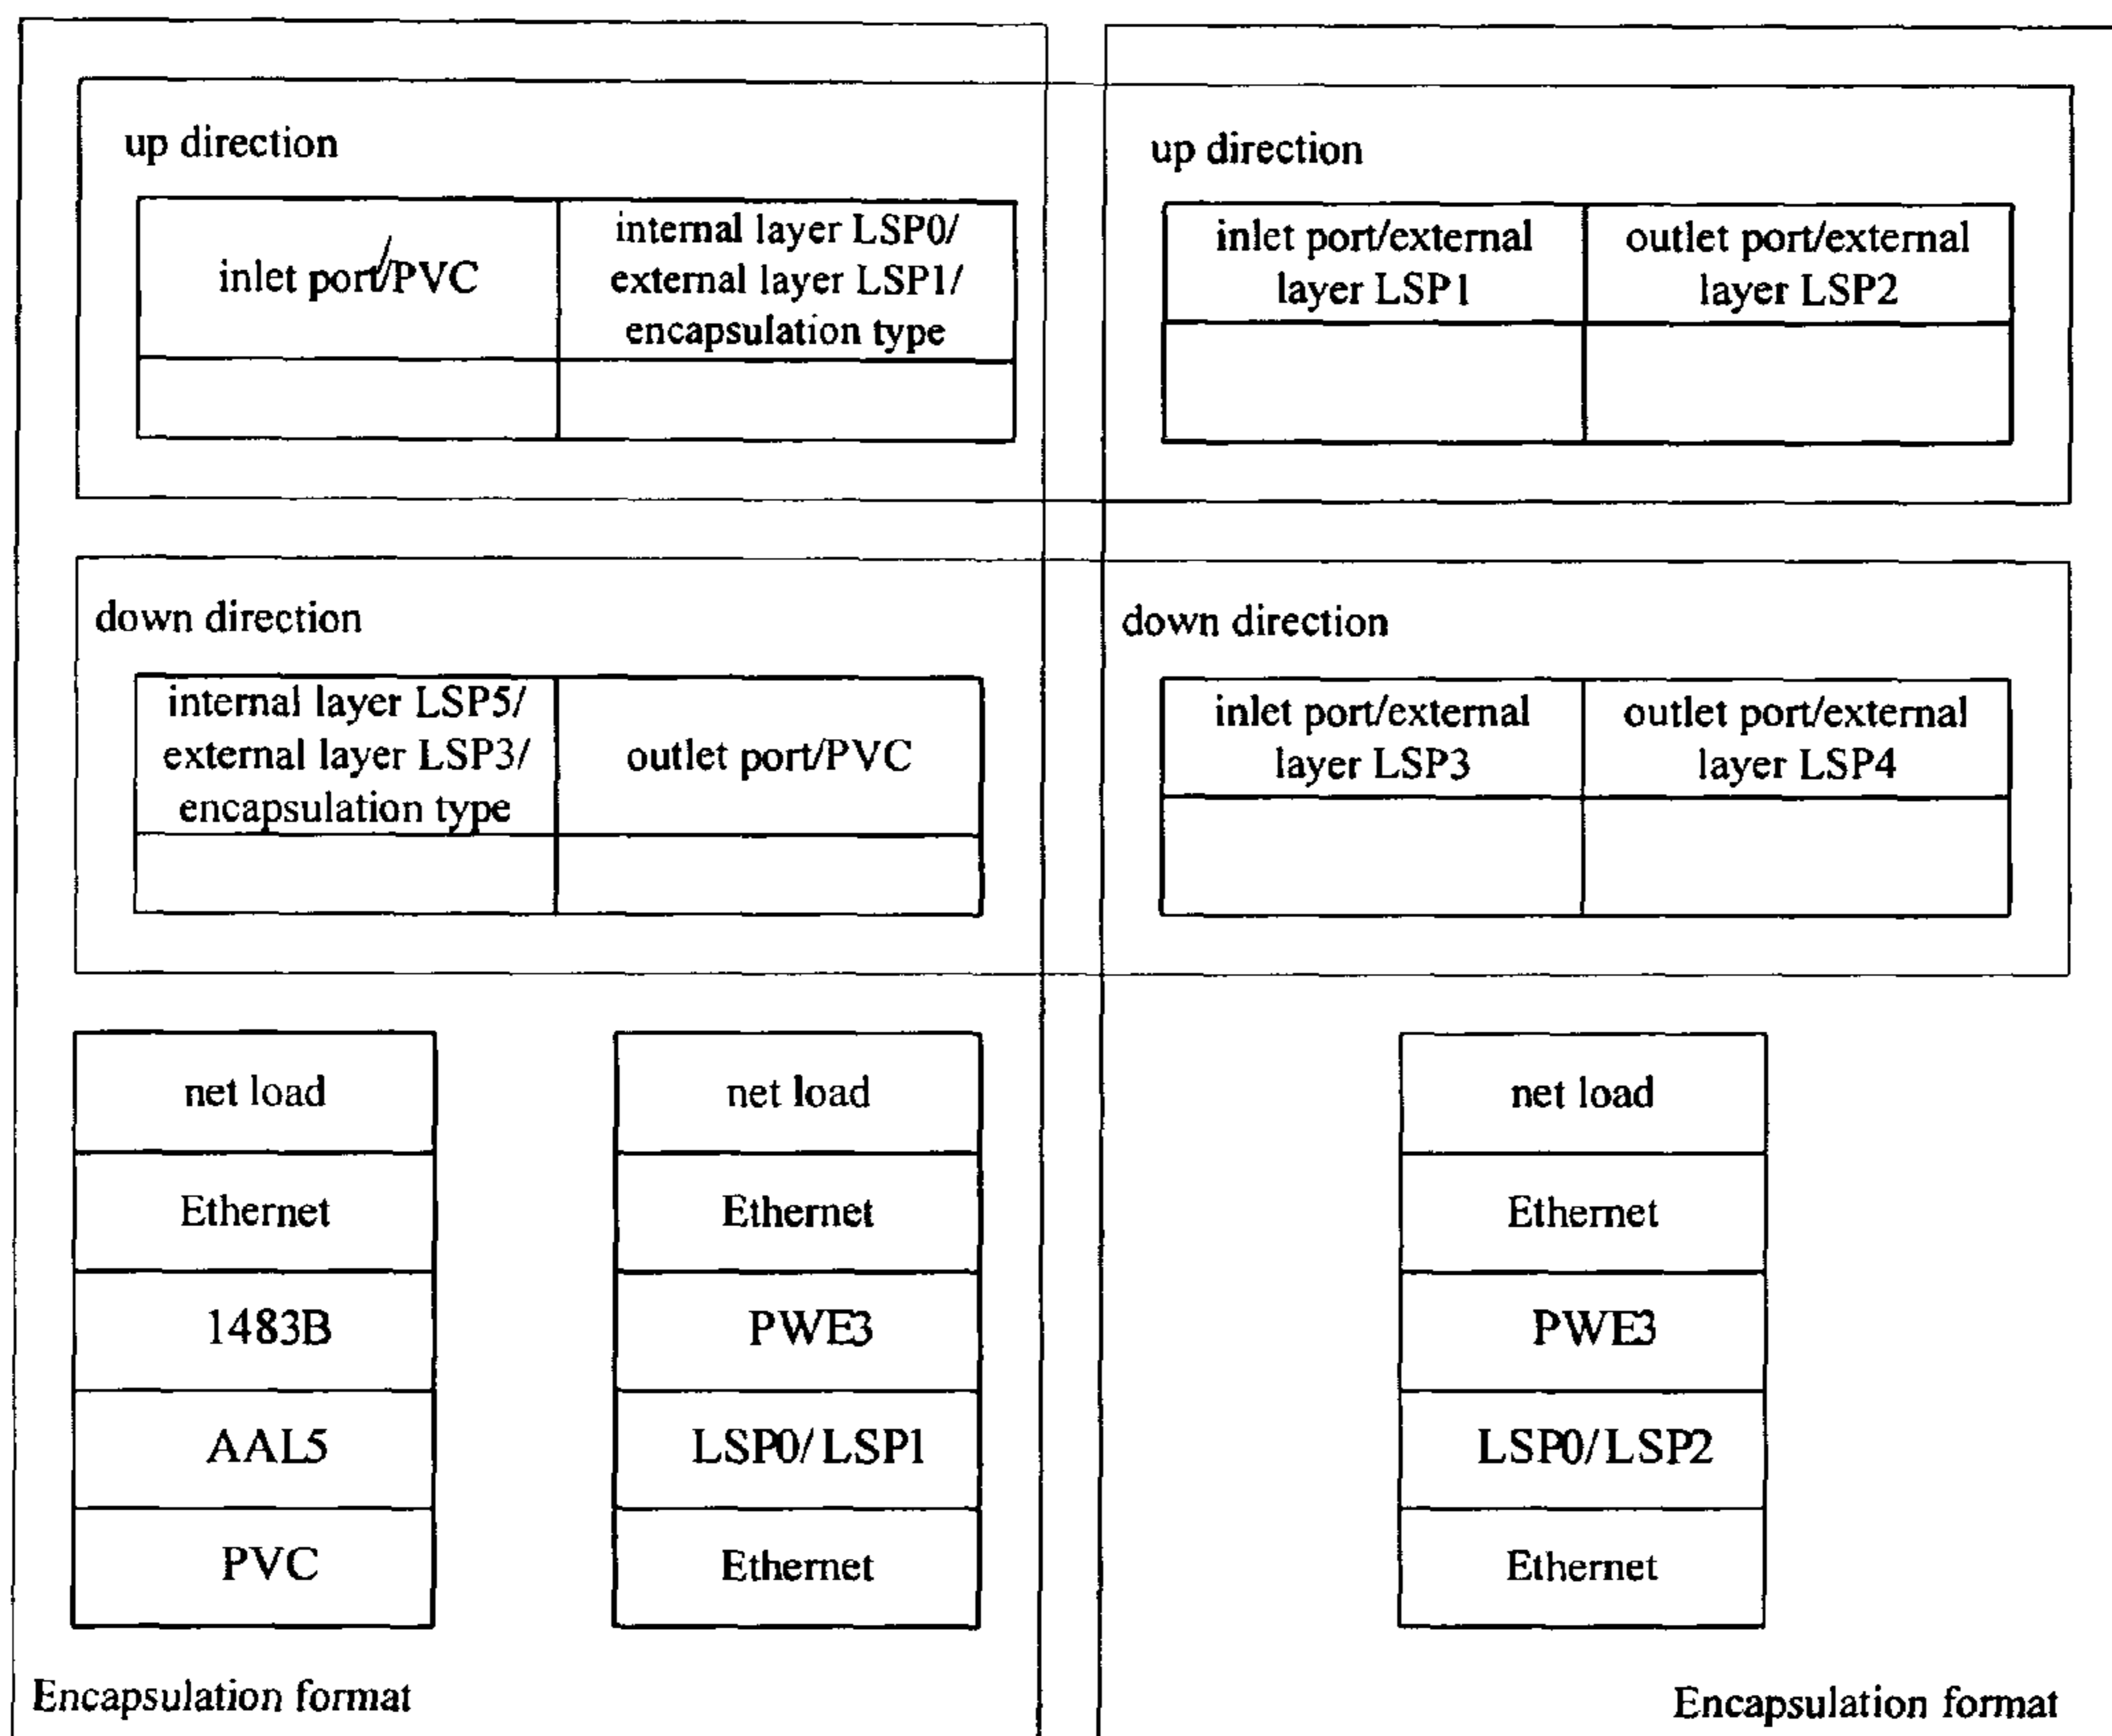 up direction
inlet port/PVC
internal layer LSP0/
external layer LSP1/
encapsulation type
up direction
inlet port/external
layer LSP1
outlet port/external
layer LSP2
down direction
internal layer LSP5/
external layer LSP3/
encapsulation type
outlet port/PVC
down direction
inlet port/external
layer LSP3
outlet port/external
layer LSP4
net load
Ethernet
1483B
AAL5
PVC
net load
Ethernet
PWE3
LSP0/LSP1
Ethernet
net load
Ethernet
PWE3
LSP0/LSP2
Ethernet
Encapsulation format
Encapsulation format